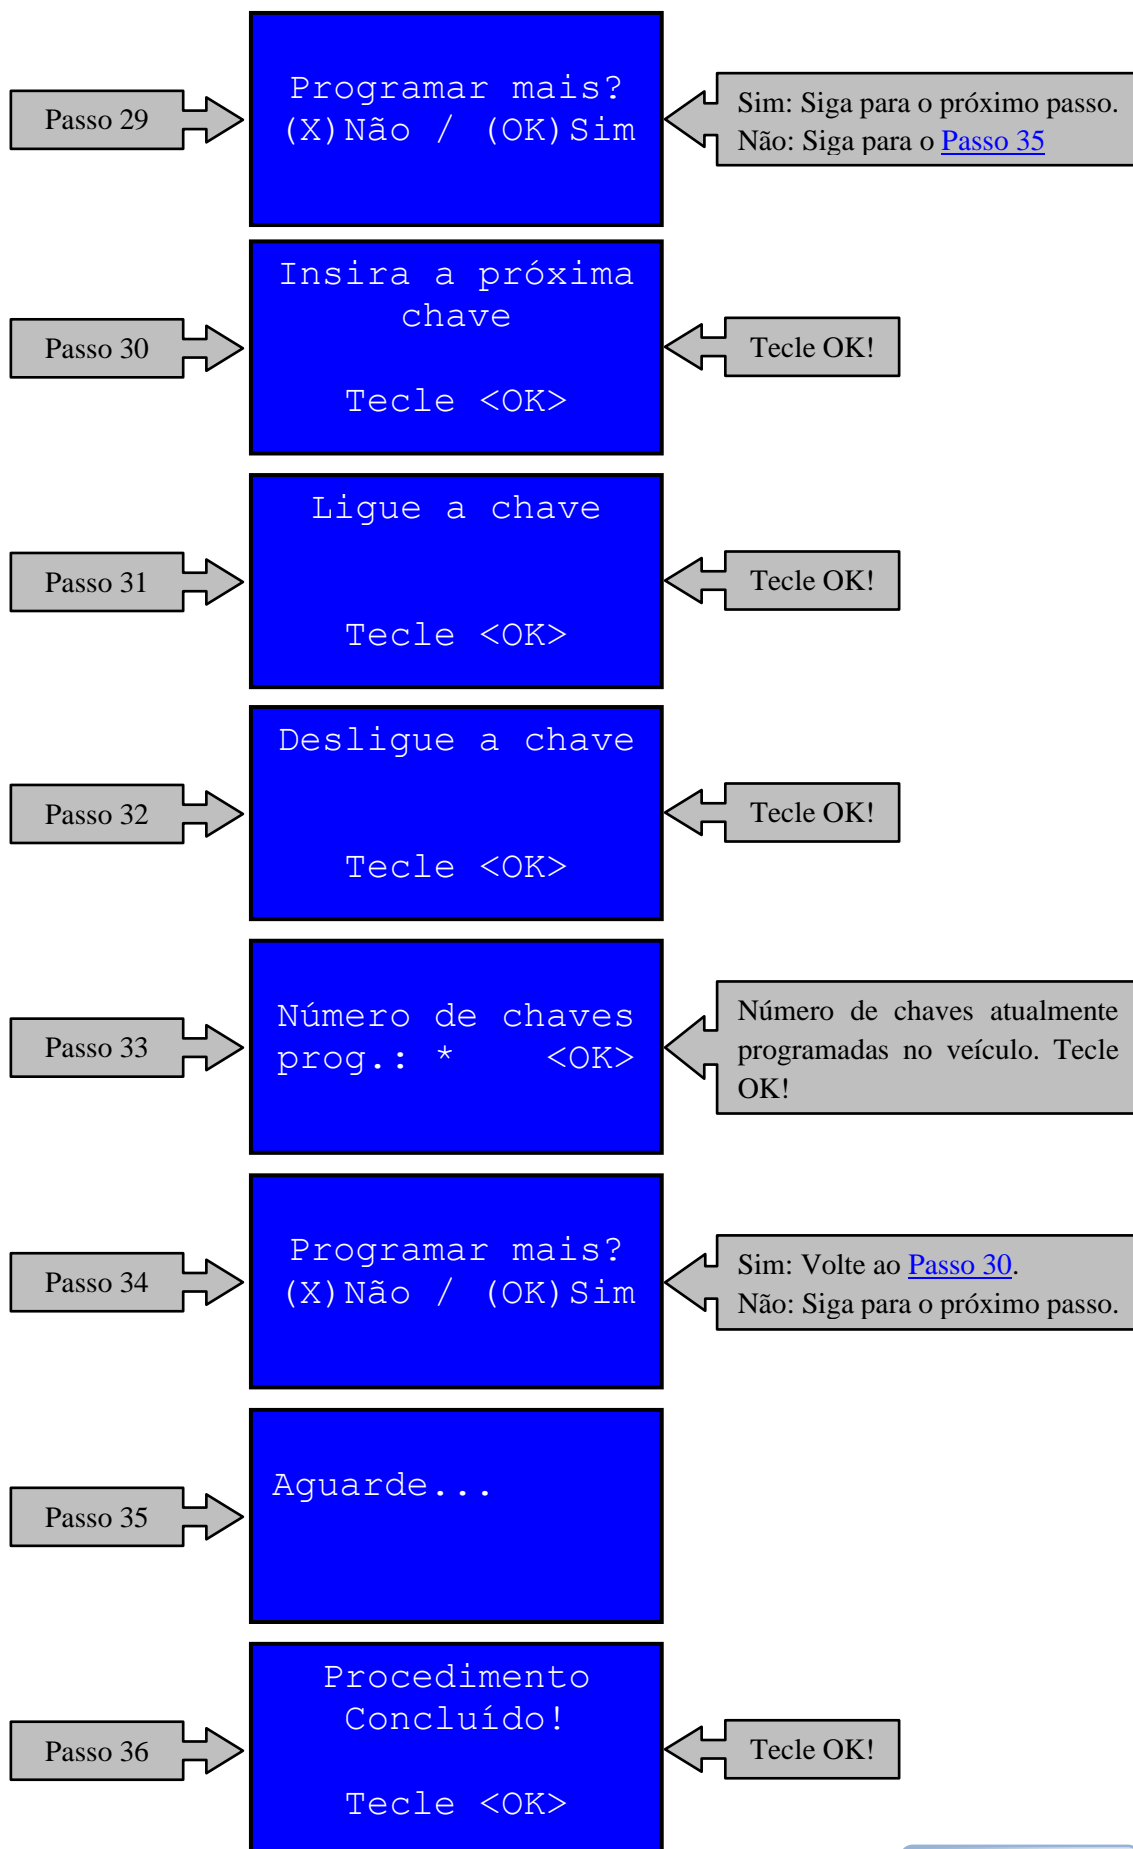 Passo 29
Programar mais?
(X)Não / (OK)Sim
Sim: Siga para o próximo passo.
Não: Siga para o Passo 35
Passo 30
Insira a próxima
chave
Tecle <OK>
Tecle OK!
Passo 31
Ligue a chave
Tecle <OK>
Tecle OK!
Passo 32
Desligue a chave
Tecle <OK>
Tecle OK!
Passo 33
Número de chaves
prog.: * <OK>
Número de chaves atualmente
programadas no veículo. Tecle
OK!
Passo 34
Programar mais?
(X)Não / (OK)Sim
Sim: Volte ao Passo 30.
Não: Siga para o próximo passo.
Passo 35
Aguarde...
Passo 36
Procedimento
Concluído!
Tecle <OK>
Tecle OK!